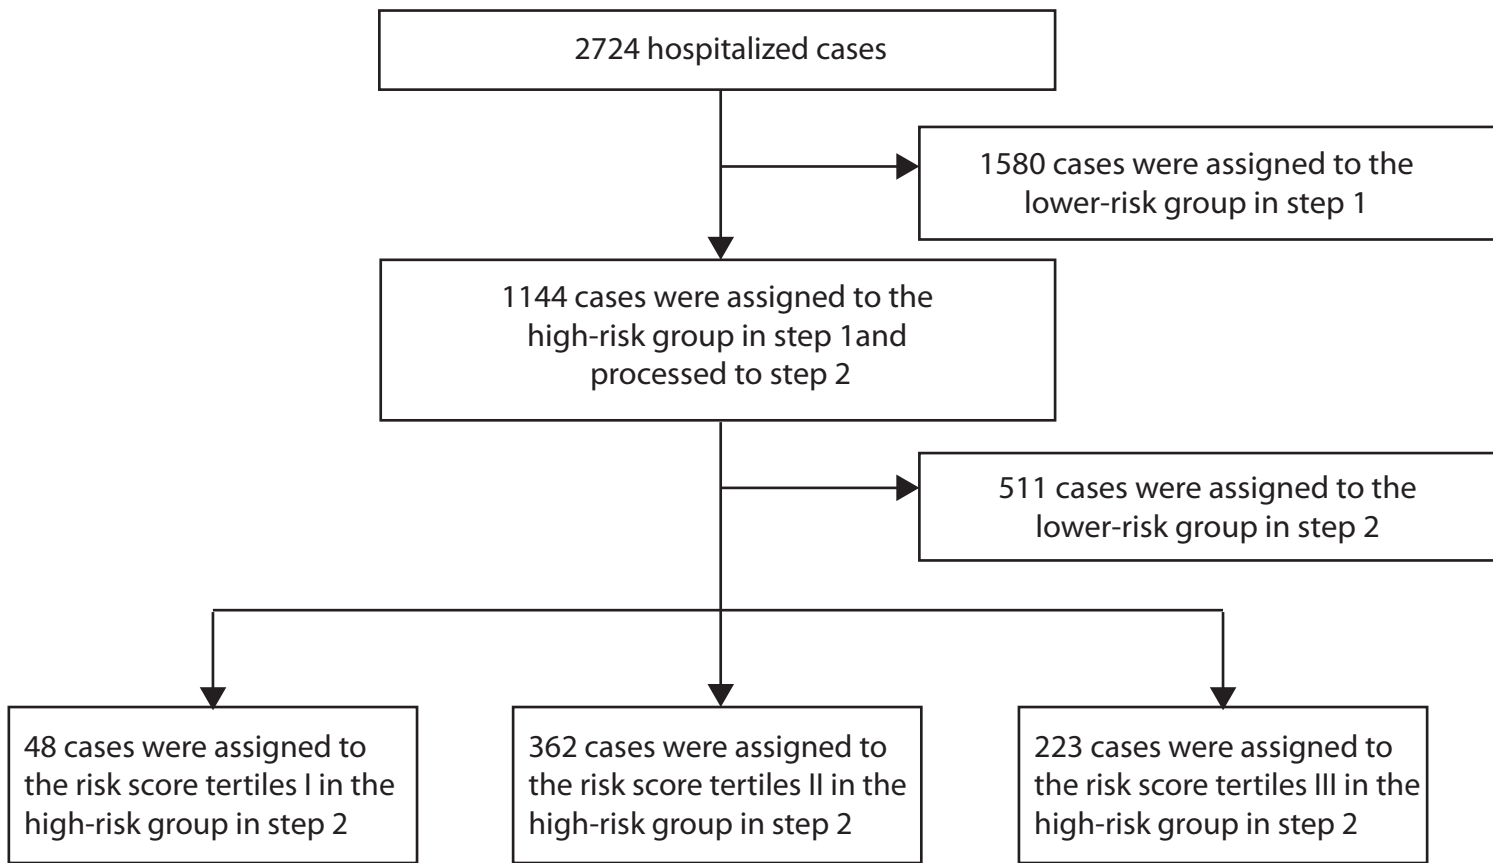 2724 hospitalized cases
1580 cases were assigned to the
lower-risk group in step 1
1144 cases were assigned to the
high-risk group in step 1and
processed to step 2
511 cases were assigned to the
lower-risk group in step 2
48 cases were assigned to
the risk score tertiles I in the
high-risk group in step 2
362 cases were assigned to
the risk score tertiles II in the
high-risk group in step 2
223 cases were assigned to
the risk score tertiles III in the
high-risk group in step 2